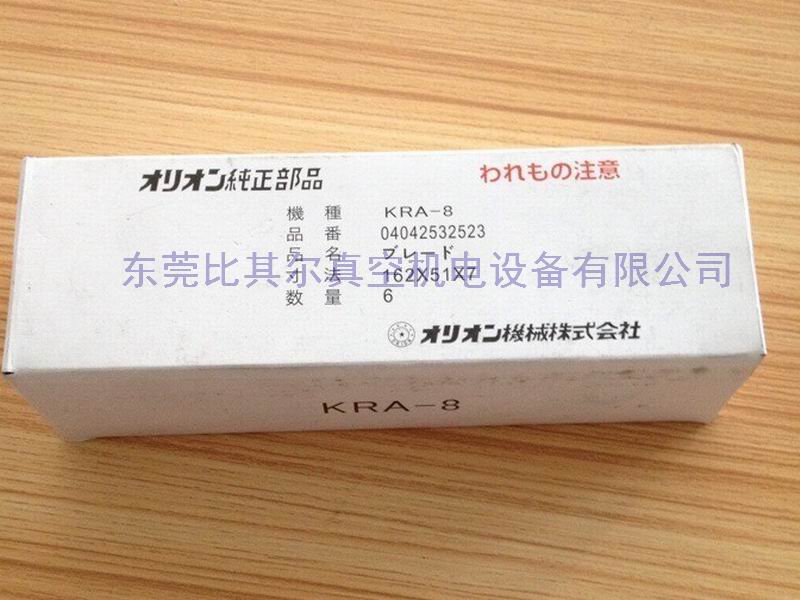 オリオン純正部品
われもの注意
機種 KRA-8
品番 04042532523
品名 ブレード
寸法 162X51X7
数量 6
东莞比其尔真空机电设备有限公司
オリオン機械株式会社
KRA-8